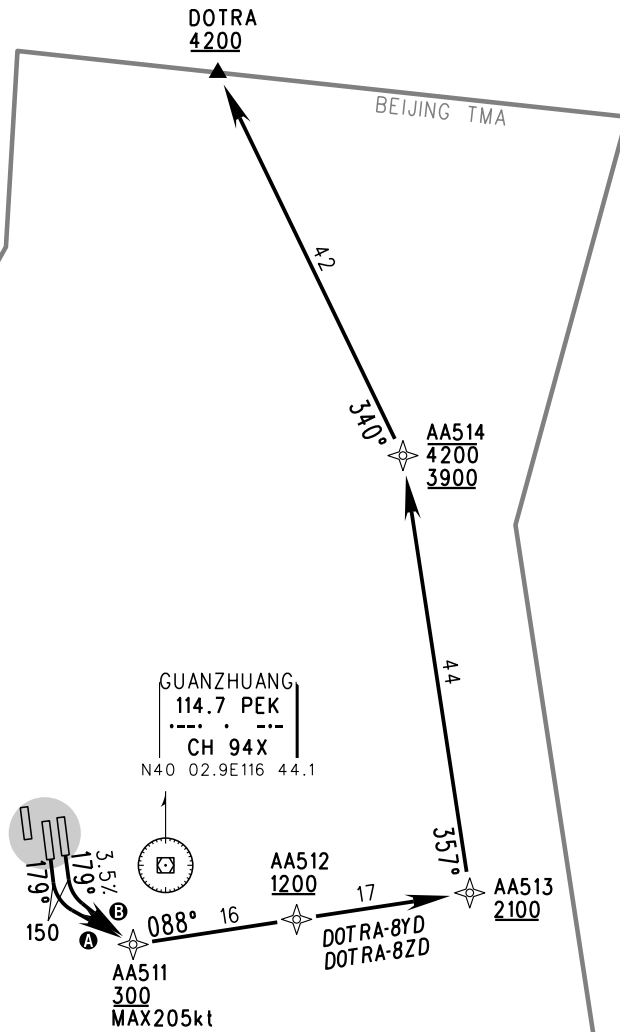 DOTRA
4200
BEIJING TMA
42
340°
AA514
4200
3900
44
GUANZHUANG
114.7 PEK
·--· · -·-
CH 94X
N40 02.9E116 44.1
357°
AA513
2100
AA512
1200
17
DOTRA-8YD
DOTRA-8ZD
16
088°
3.5%
179°
179°
150
A
B
AA511
300
MAX205kt